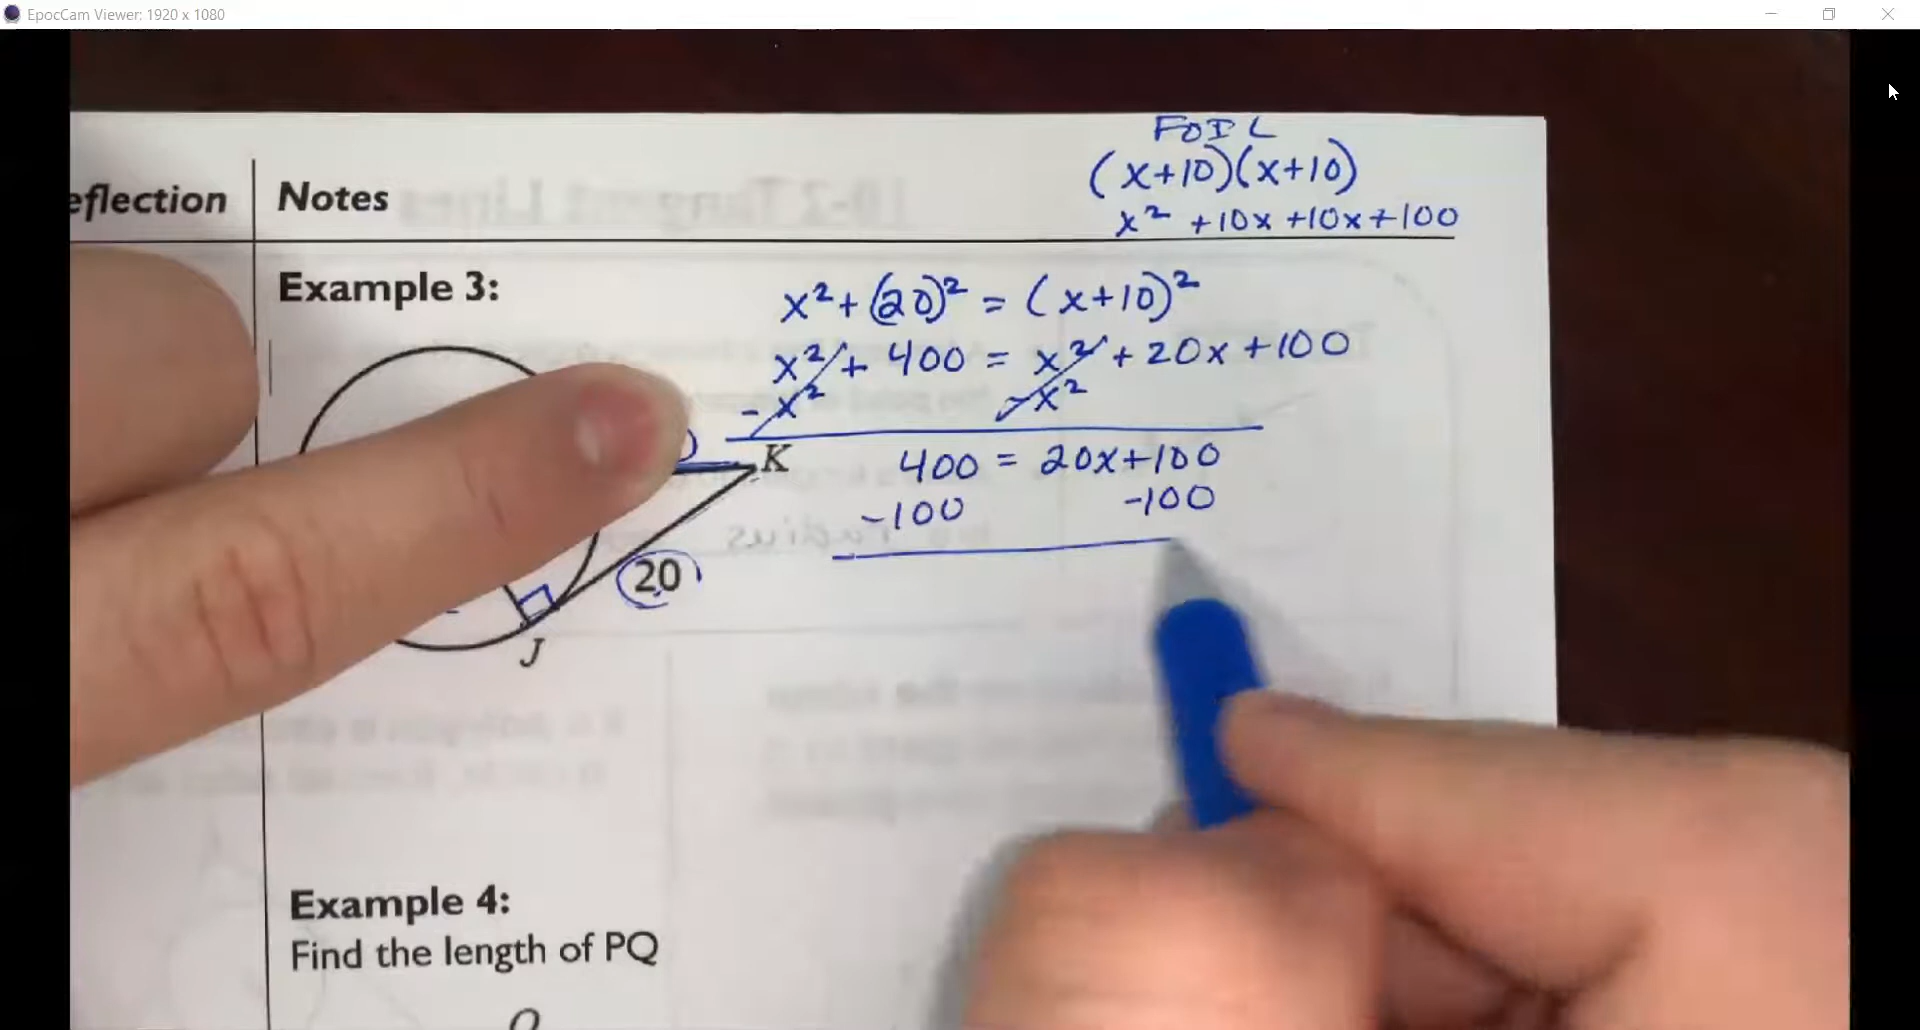 EpocCam Viewer: 1920 x 1080
FOIL
(x+10)(x+10)
x² +10x +10x +100
eflection
Notes
Example 3:
x² + (20)² = (x+10)²
x² + 400 = x² + 20x + 100
- x² - x²
400 = 20x+100
-100 -100
K
20
J
Example 4:
Find the length of PQ
Q